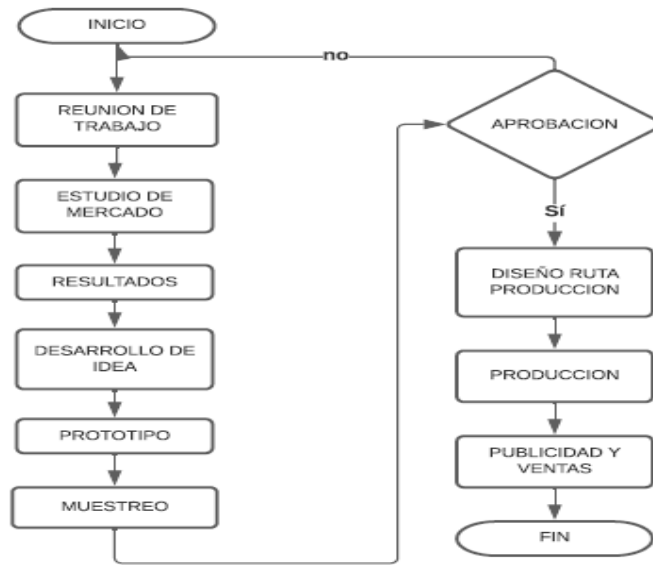 INICIO
REUNION DE
TRABAJO
ESTUDIO DE
MERCADO
RESULTADOS
DESARROLLO DE
IDEA
PROTOTIPO
MUESTREO
no
APROBACION
Sí
DISEÑO RUTA
PRODUCCION
PRODUCCION
PUBLICIDAD Y
VENTAS
FIN